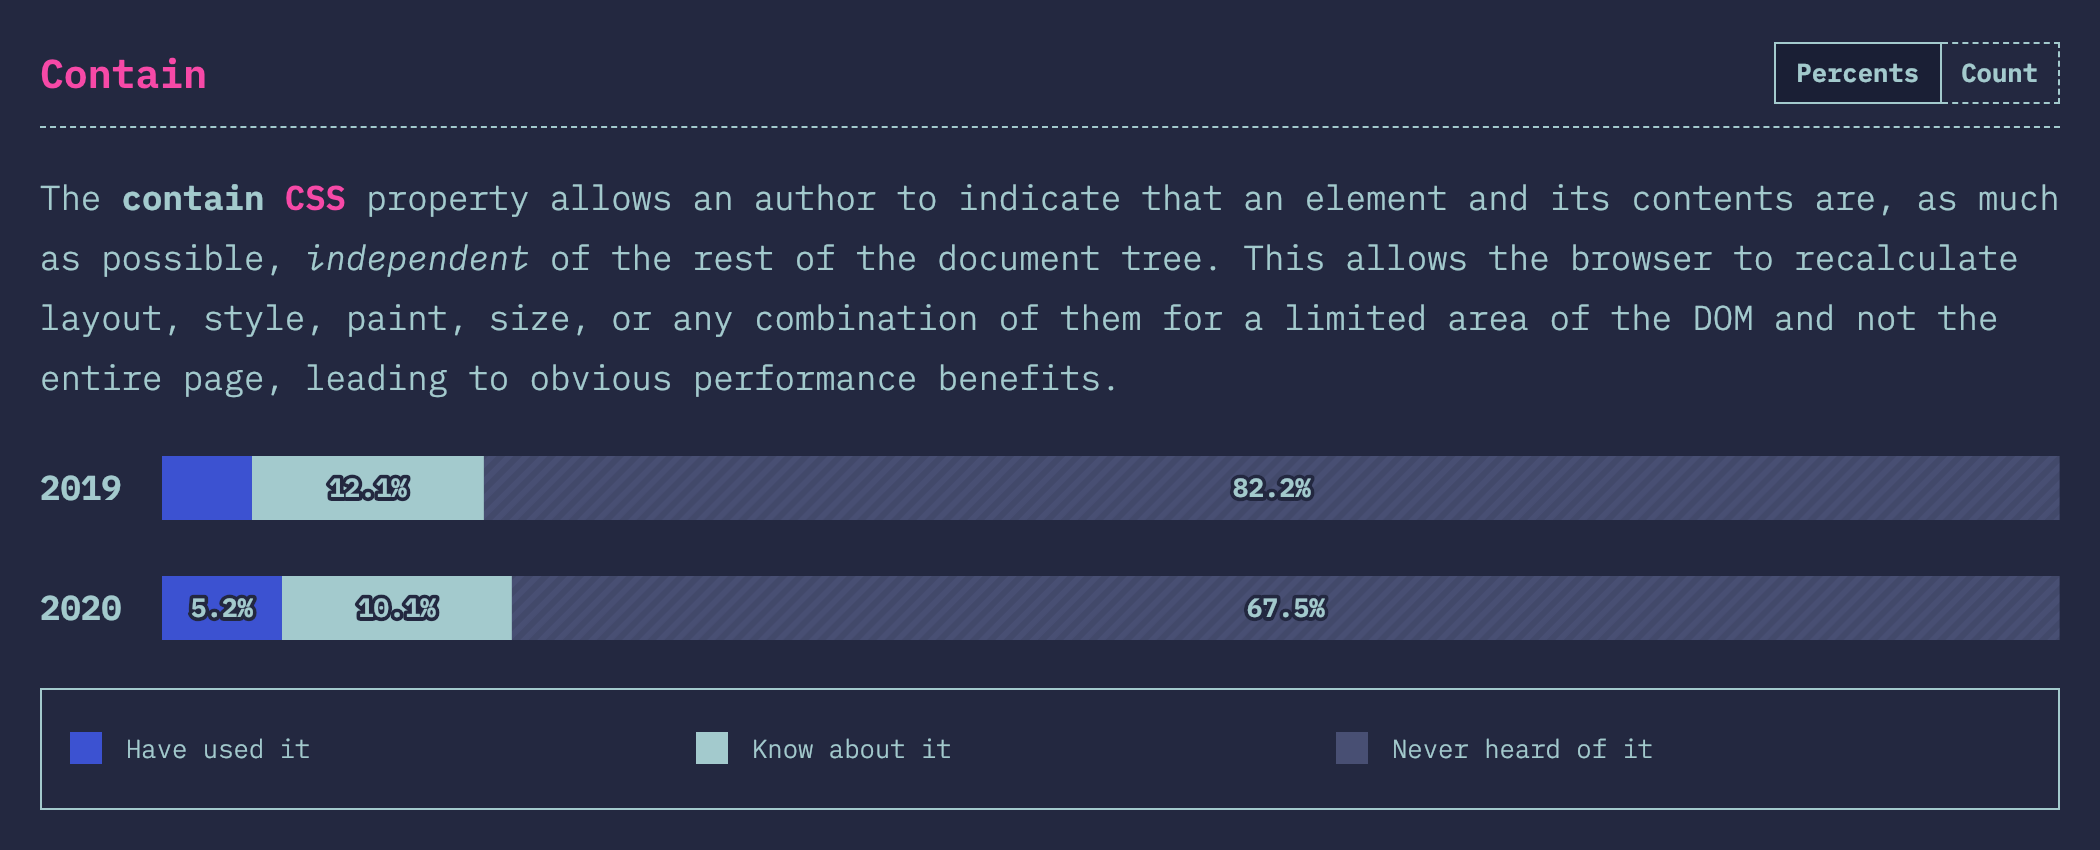 Contain
Percents Count
The contain CSS property allows an author to indicate that an element and its contents are, as much
as possible, independent of the rest of the document tree. This allows the browser to recalculate
layout, style, paint, size, or any combination of them for a limited area of the DOM and not the
entire page, leading to obvious performance benefits.
2019 12.1% 82.2%
2020 5.2% 10.1% 67.5%
Have used it Know about it Never heard of it